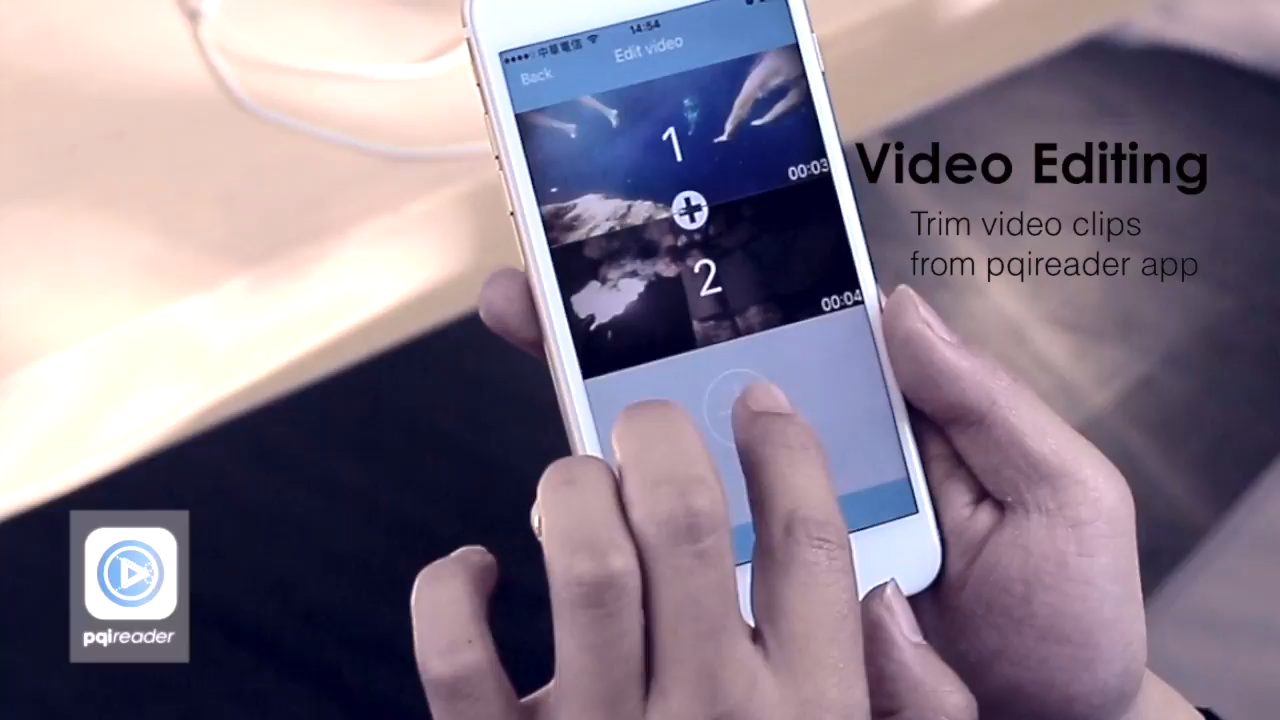 中華電信
14:54
Back
Edit video
1
00:03
2
00:04
Video Editing
Trim video clips
from pqireader app
pqireader